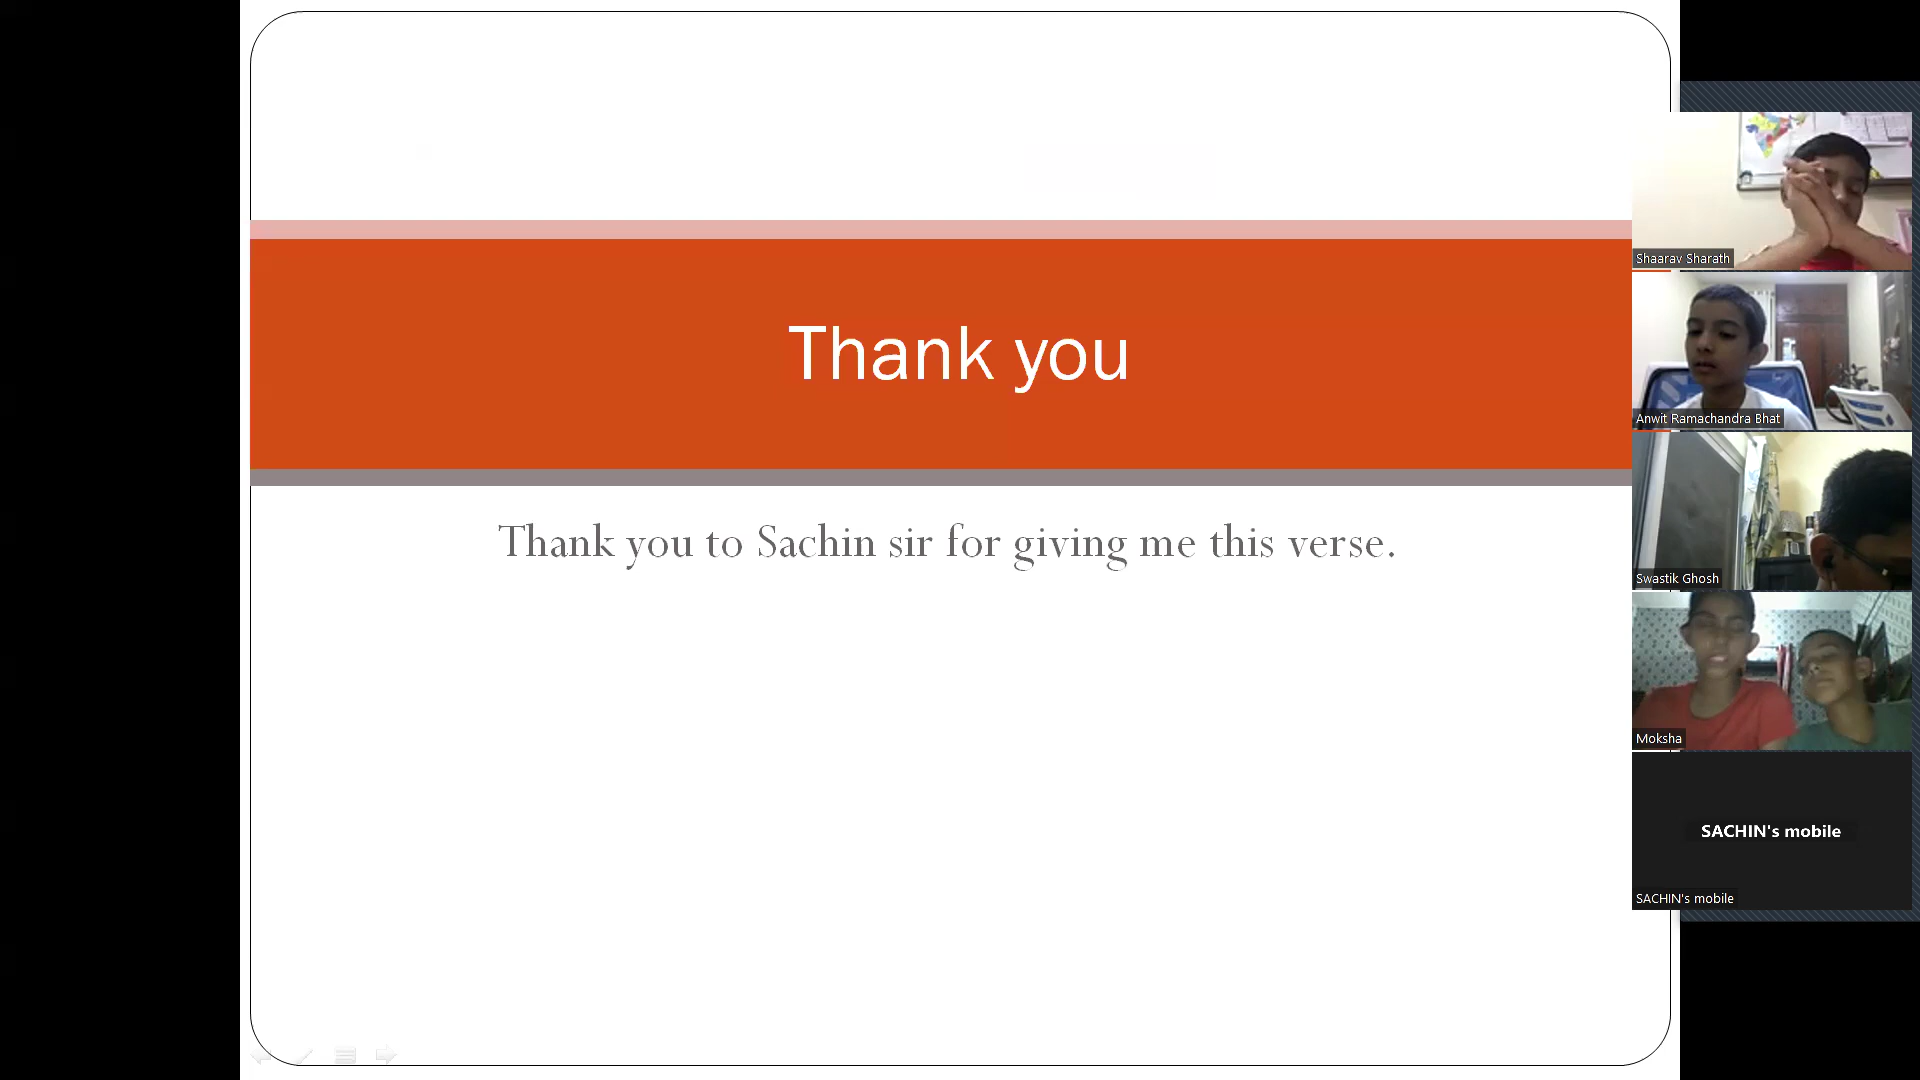 Thank you
Thank you to Sachin sir for giving me this verse.
Shaarav Sharath
Anwit Ramachandra Bhat
Swastik Ghosh
Moksha
SACHIN's mobile
SACHIN's mobile